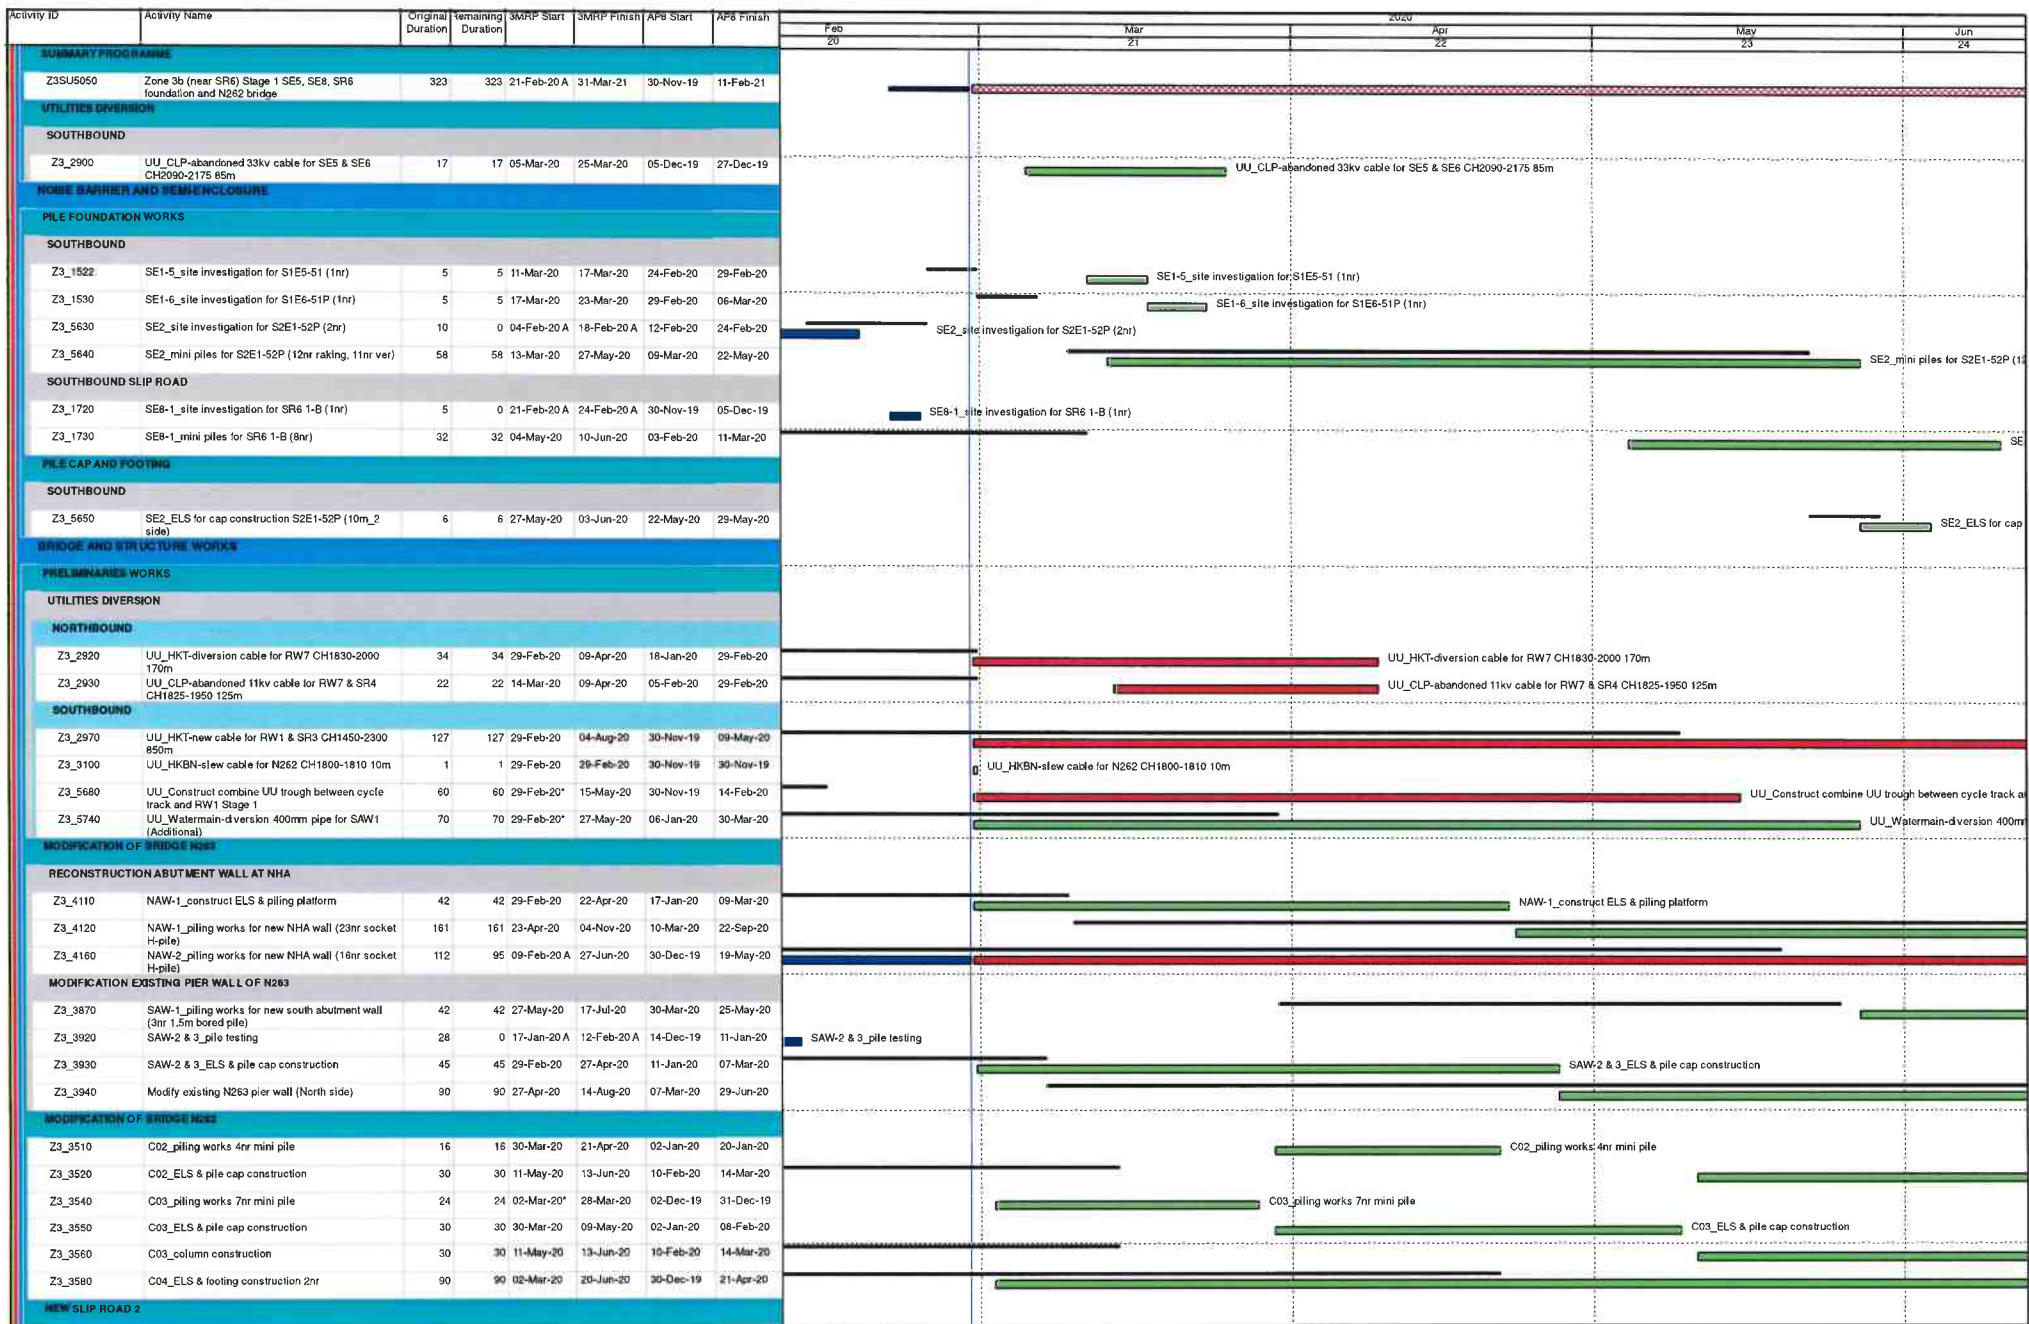 Activity ID Activity Name Original Remaining 3MRP Start 3MRP Finish AP8 Start AP8 Finish 2020
Duration Duration Feb Mar Apr May Jun
20 21 22 23 24
SUMMARY PROGRAMME
Z3SU5050 Zone 3b (near SR6) Stage 1 SE5, SE8, SR6 323 323 21-Feb-20 A 31-Mar-21 30-Nov-19 11-Feb-21
foundation and N262 bridge
UTILITIES DIVERSION
SOUTHBOUND
Z3_2900 UU_CLP-abandoned 33kv cable for SE5 & SE6 17 17 05-Mar-20 25-Mar-20 05-Dec-19 27-Dec-19 UU_CLP-abandoned 33kv cable for SE5 & SE6 CH2090-2175 85m
CH2090-2175 85m
NOISE BARRIER AND SEMI-ENCLOSURE
PILE FOUNDATION WORKS
SOUTHBOUND
Z3_1522 SE1-5_site investigation for S1E5-51 (1nr) 5 5 11-Mar-20 17-Mar-20 24-Feb-20 29-Feb-20 SE1-5_site investigation for S1E5-51 (1nr)
Z3_1530 SE1-6_site investigation for S1E6-51P (1nr) 5 5 17-Mar-20 23-Mar-20 29-Feb-20 06-Mar-20 SE1-6_site investigation for S1E6-51P (1nr)
Z3_5630 SE2_site investigation for S2E1-52P (2nr) 10 0 04-Feb-20 A 18-Feb-20 A 12-Feb-20 24-Feb-20 SE2_site investigation for S2E1-52P (2nr)
Z3_5640 SE2_mini piles for S2E1-52P (12nr raking, 11nr ver) 58 58 13-Mar-20 27-May-20 09-Mar-20 22-May-20 SE2_mini piles for S2E1-52P (12
SOUTHBOUND SLIP ROAD
Z3_1720 SE8-1_site investigation for SR6 1-B (1nr) 5 0 21-Feb-20 A 24-Feb-20 A 30-Nov-19 05-Dec-19 SE8-1_site investigation for SR6 1-B (1nr)
Z3_1730 SE8-1_mini piles for SR6 1-B (8nr) 32 32 04-May-20 10-Jun-20 03-Feb-20 11-Mar-20 SE
PILE CAP AND FOOTING
SOUTHBOUND
Z3_5650 SE2_ELS for cap construction S2E1-52P (10m_2 6 6 27-May-20 03-Jun-20 22-May-20 29-May-20 SE2_ELS for cap
side)
BRIDGE AND STRUCTURE WORKS
PRELIMINARIES WORKS
UTILITIES DIVERSION
NORTHBOUND
Z3_2920 UU_HKT-diversion cable for RW7 CH1830-2000 34 34 29-Feb-20 09-Apr-20 18-Jan-20 29-Feb-20 UU_HKT-diversion cable for RW7 CH1830-2000 170m
170m
Z3_2930 UU_CLP-abandoned 11kv cable for RW7 & SR4 22 22 14-Mar-20 09-Apr-20 05-Feb-20 29-Feb-20 UU_CLP-abandoned 11kv cable for RW7 & SR4 CH1825-1950 125m
CH1825-1950 125m
SOUTHBOUND
Z3_2970 UU_HKT-new cable for RW1 & SR3 CH1450-2300 127 127 29-Feb-20 04-Aug-20 30-Nov-19 09-May-20
850m
Z3_3100 UU_HKBN-slew cable for N262 CH1800-1810 10m 1 1 29-Feb-20 29-Feb-20 30-Nov-19 30-Nov-19 UU_HKBN-slew cable for N262 CH1800-1810 10m
Z3_5680 UU_Construct combine UU trough between cycle 60 60 29-Feb-20* 15-May-20 30-Nov-19 14-Feb-20 UU_Construct combine UU trough between cycle track a
track and RW1 Stage 1
Z3_5740 UU_Watermain-diversion 400mm pipe for SAW1 70 70 29-Feb-20* 27-May-20 06-Jan-20 30-Mar-20 UU_Watermain-diversion 400m
(Additional)
MODIFICATION OF BRIDGE N263
RECONSTRUCTION ABUTMENT WALL AT NHA
Z3_4110 NAW-1_construct ELS & piling platform 42 42 29-Feb-20 22-Apr-20 17-Jan-20 09-Mar-20 NAW-1_construct ELS & piling platform
Z3_4120 NAW-1_piling works for new NHA wall (23nr socket 161 161 23-Apr-20 04-Nov-20 10-Mar-20 22-Sep-20
H-pile)
Z3_4160 NAW-2_piling works for new NHA wall (16nr socket 112 95 09-Feb-20 A 27-Jun-20 30-Dec-19 19-May-20
H-pile)
MODIFICATION EXISTING PIER WALL OF N263
Z3_3870 SAW-1_piling works for new south abutment wall 42 42 27-May-20 17-Jul-20 30-Mar-20 25-May-20
(3nr 1.5m bored pile)
Z3_3920 SAW-2 & 3_pile testing 28 0 17-Jan-20 A 12-Feb-20 A 14-Dec-19 11-Jan-20 SAW-2 & 3_pile testing
Z3_3930 SAW-2 & 3_ELS & pile cap construction 45 45 29-Feb-20 27-Apr-20 11-Jan-20 07-Mar-20 SAW-2 & 3_ELS & pile cap construction
Z3_3940 Modify existing N263 pier wall (North side) 90 90 27-Apr-20 14-Aug-20 07-Mar-20 29-Jun-20
MODIFICATION OF BRIDGE N262
Z3_3510 C02_piling works 4nr mini pile 16 16 30-Mar-20 21-Apr-20 02-Jan-20 20-Jan-20 C02_piling works 4nr mini pile
Z3_3520 C02_ELS & pile cap construction 30 30 11-May-20 13-Jun-20 10-Feb-20 14-Mar-20
Z3_3540 C03_piling works 7nr mini pile 24 24 02-Mar-20* 28-Mar-20 02-Dec-19 31-Dec-19 C03_piling works 7nr mini pile
Z3_3550 C03_ELS & pile cap construction 30 30 30-Mar-20 09-May-20 02-Jan-20 08-Feb-20 C03_ELS & pile cap construction
Z3_3560 C03_column construction 30 30 11-May-20 13-Jun-20 10-Feb-20 14-Mar-20
Z3_3580 C04_ELS & footing construction 2nr 90 90 02-Mar-20 20-Jun-20 30-Dec-19 21-Apr-20
NEW SLIP ROAD 2